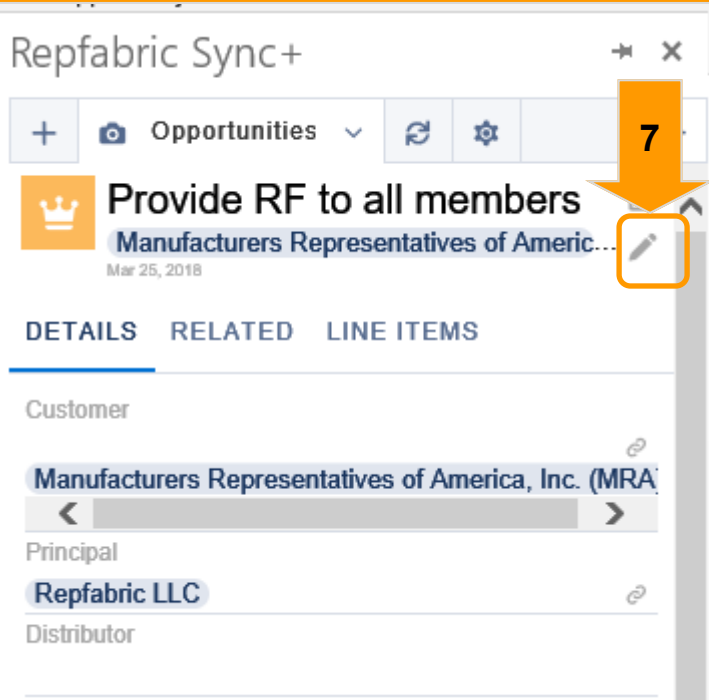 Repfabric Sync+
Opportunities
7
Provide RF to all members
Manufacturers Representatives of Americ...
Mar 25, 2018
DETAILS RELATED LINE ITEMS
Customer
Manufacturers Representatives of America, Inc. (MRA)
Principal
Repfabric LLC
Distributor